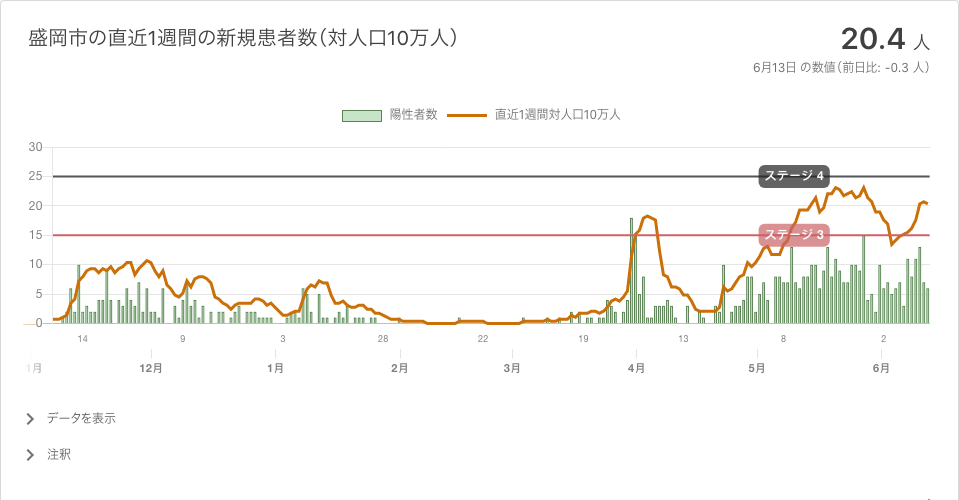 盛岡市の直近1週間の新規患者数（対人口10万人）
20.4 人
6月13日 の数値（前日比: -0.3 人）
陽性者数
直近1週間対人口10万人
30
25
ステージ 4
20
15
ステージ 3
10
5
0
14 9 3 28 22 19 13 8 2
1月 12月 1月 2月 3月 4月 5月 6月
データを表示
注釈